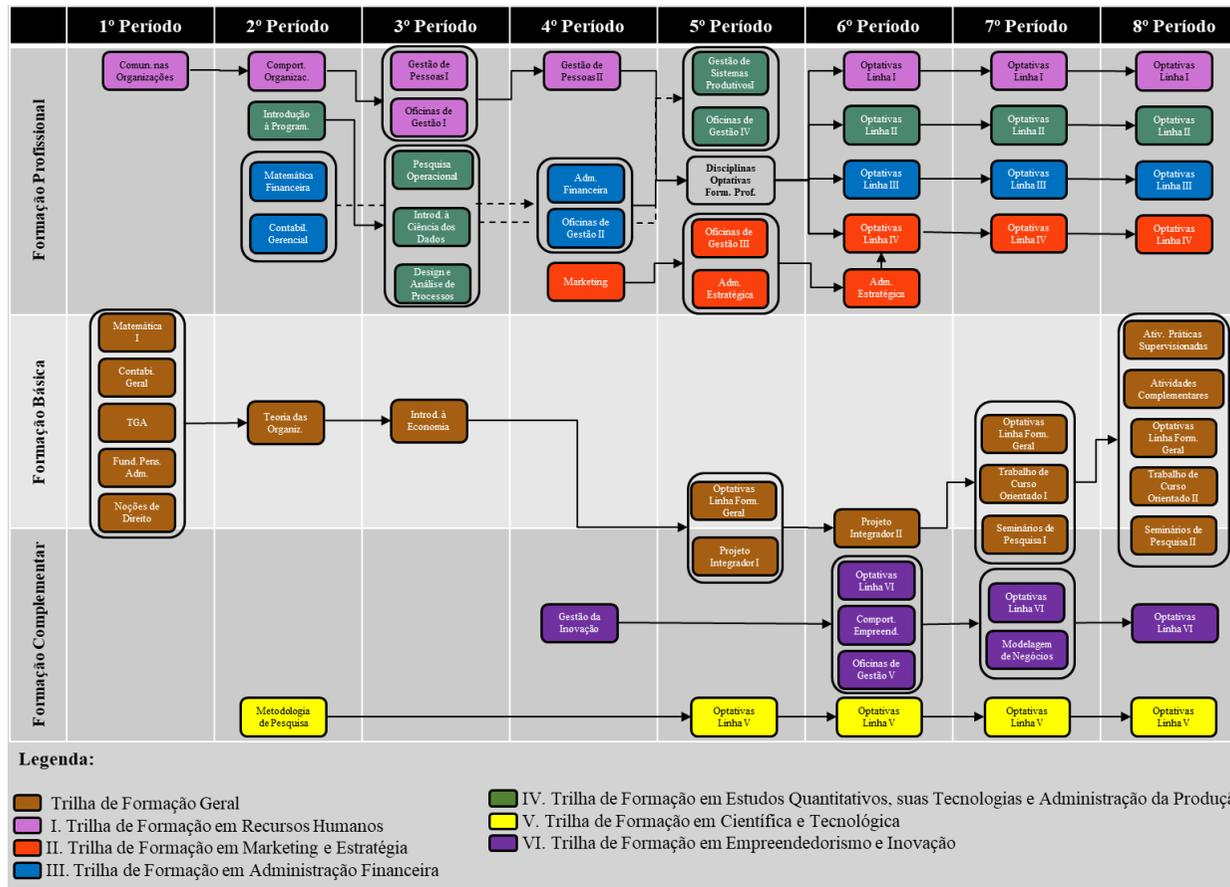 1º Período
2º Período
3º Período
4º Período
5º Período
6º Período
7º Período
8º Período
Formação Profissional
Comun. nas
Organizações
Comport.
Organizac.
Gestão de
Pessoas I
Gestão de
Pessoas II
Gestão de
Sistemas
Produtivos I
Optativas
Linha I
Optativas
Linha I
Optativas
Linha I
Introdução
à Program.
Oficinas de
Gestão I
Oficinas de
Gestão IV
Optativas
Linha II
Optativas
Linha II
Optativas
Linha II
Matemática
Financeira
Pesquisa
Operacional
Adm.
Financeira
Disciplinas
Optativas
Form. Prof.
Optativas
Linha III
Optativas
Linha III
Optativas
Linha III
Contabil.
Gerencial
Introd. à
Ciência dos
Dados
Oficinas de
Gestão II
Oficinas de
Gestão III
Optativas
Linha IV
Optativas
Linha IV
Optativas
Linha IV
Design e
Análise de
Processos
Marketing
Adm.
Estratégica
Adm.
Estratégica
Formação Básica
Matemática
I
Contabi.
Geral
TGA
Fund. Pens.
Adm.
Noções de
Direito
Teoria das
Organiz.
Introd. à
Economia
Optativas
Linha Form.
Geral
Projeto
Integrador I
Projeto
Integrador II
Optativas
Linha Form.
Geral
Trabalho de
Curso
Orientado I
Seminários de
Pesquisa I
Ativ. Práticas
Supervisionadas
Atividades
Complementares
Optativas
Linha Form.
Geral
Trabalho de
Curso
Orientado II
Seminários de
Pesquisa II
Formação Complementar
Gestão da
Inovação
Optativas
Linha VI
Comport.
Empreend.
Oficinas de
Gestão V
Optativas
Linha VI
Modelagem
de Negócios
Optativas
Linha VI
Metodologia
de Pesquisa
Optativas
Linha V
Optativas
Linha V
Optativas
Linha V
Optativas
Linha V
Legenda:
Trilha de Formação Geral
I. Trilha de Formação em Recursos Humanos
II. Trilha de Formação em Marketing e Estratégia
III. Trilha de Formação em Administração Financeira
IV. Trilha de Formação em Estudos Quantitativos, suas Tecnologias e Administração da Produçã
V. Trilha de Formação em Científica e Tecnológica
VI. Trilha de Formação em Empreendedorismo e Inovação